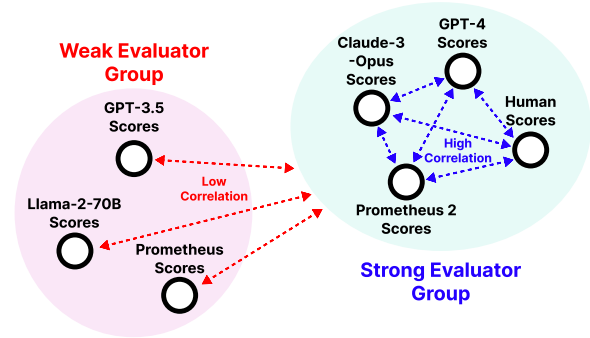 Weak Evaluator
Group
GPT-3.5
Scores
Llama-2-70B
Scores
Prometheus
Scores
Low
Correlation
Claude-3
-Opus
Scores
GPT-4
Scores
Human
Scores
High
Correlation
Prometheus 2
Scores
Strong Evaluator
Group